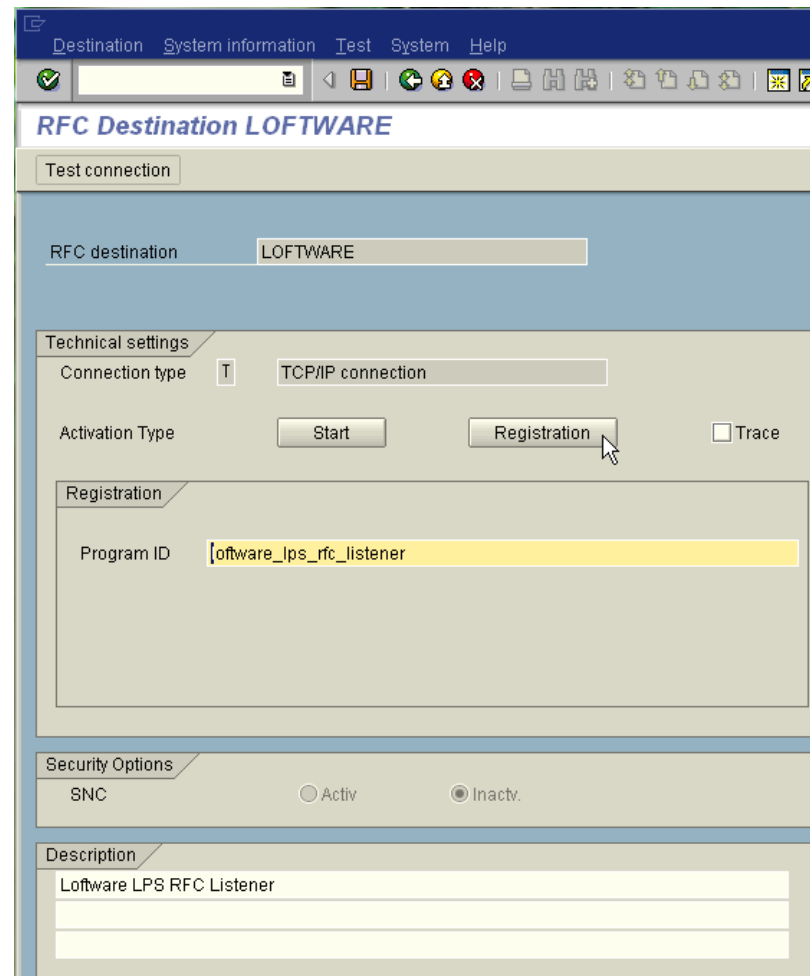 Destination System information Test System Help
RFC Destination LOFTWARE
Test connection
RFC destination LOFTWARE
Technical settings
Connection type T TCP/IP connection
Activation Type Start Registration Trace
Registration
Program ID loftware_lps_rfc_listener
Security Options
SNC Activ Inactv.
Description
Loftware LPS RFC Listener